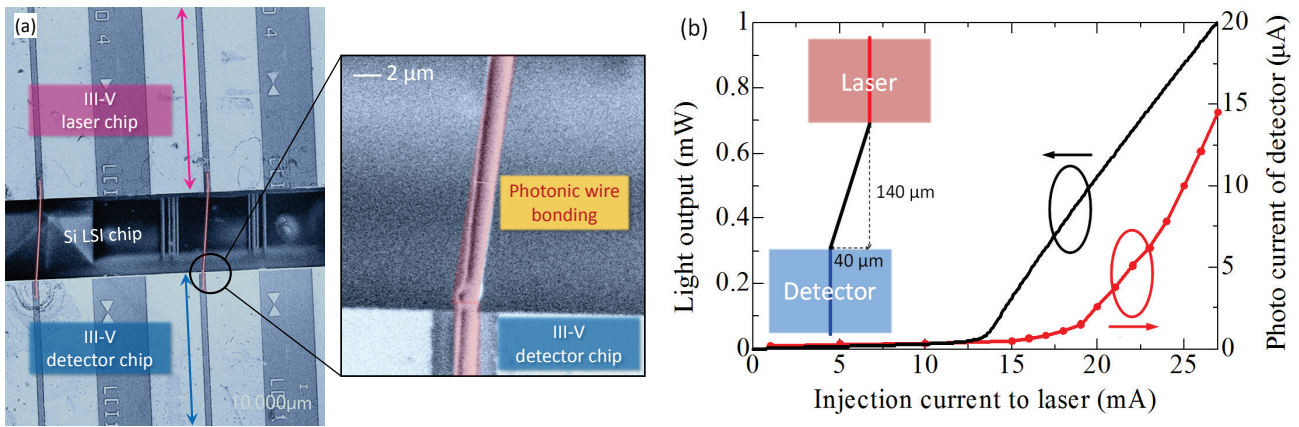 (a)
O 4
O 4
III-V
laser chip
Si LSI chip
III-V
detector chip
10.000µm
2 µm
Photonic wire
bonding
III-V
detector chip
(b)
Light output (mW)
1
0.8
0.6
0.4
0.2
0
Laser
140 µm
40 µm
Detector
20
15
10
5
0
Photo current of detector (µA)
0
5
10
15
20
25
Injection current to laser (mA)